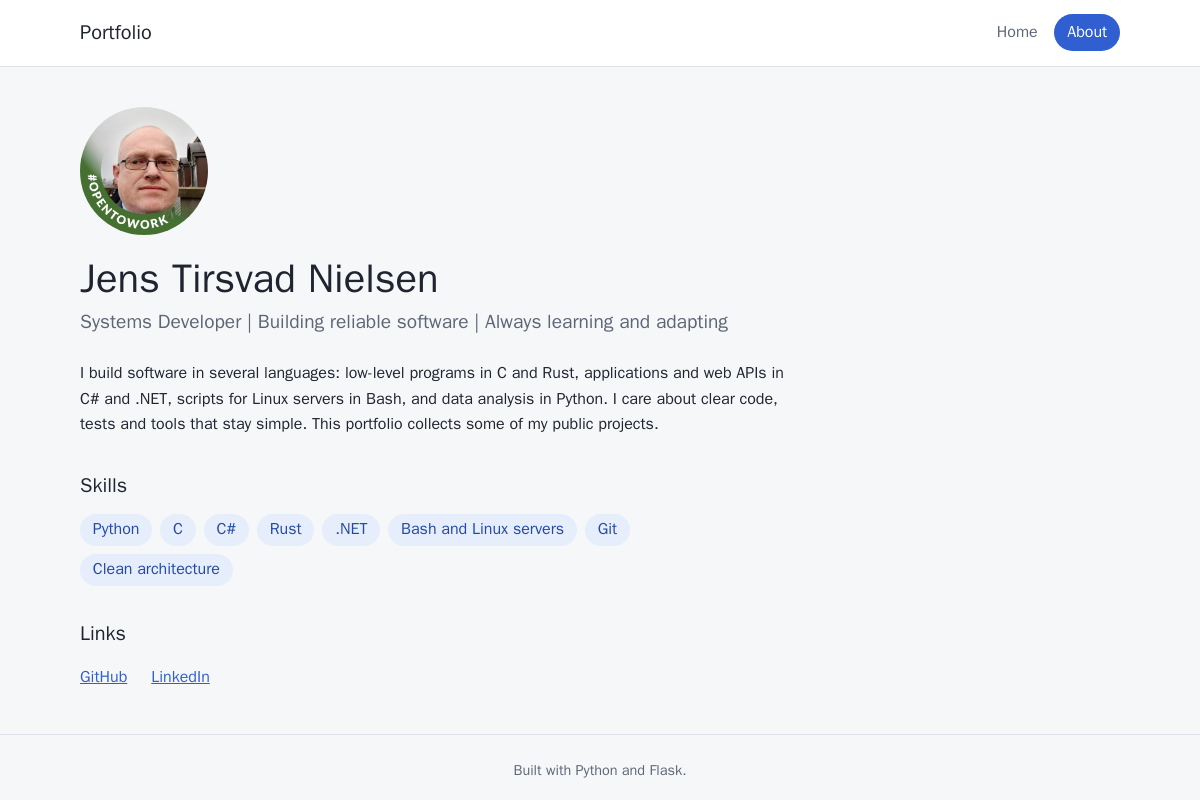 Portfolio
Home
About
#OPENTOWORK
Jens Tirsvad Nielsen
Systems Developer | Building reliable software | Always learning and adapting
I build software in several languages: low-level programs in C and Rust, applications and web APIs in
C# and .NET, scripts for Linux servers in Bash, and data analysis in Python. I care about clear code,
tests and tools that stay simple. This portfolio collects some of my public projects.
Skills
Python C C# Rust .NET Bash and Linux servers Git
Clean architecture
Links
GitHub LinkedIn
Built with Python and Flask.